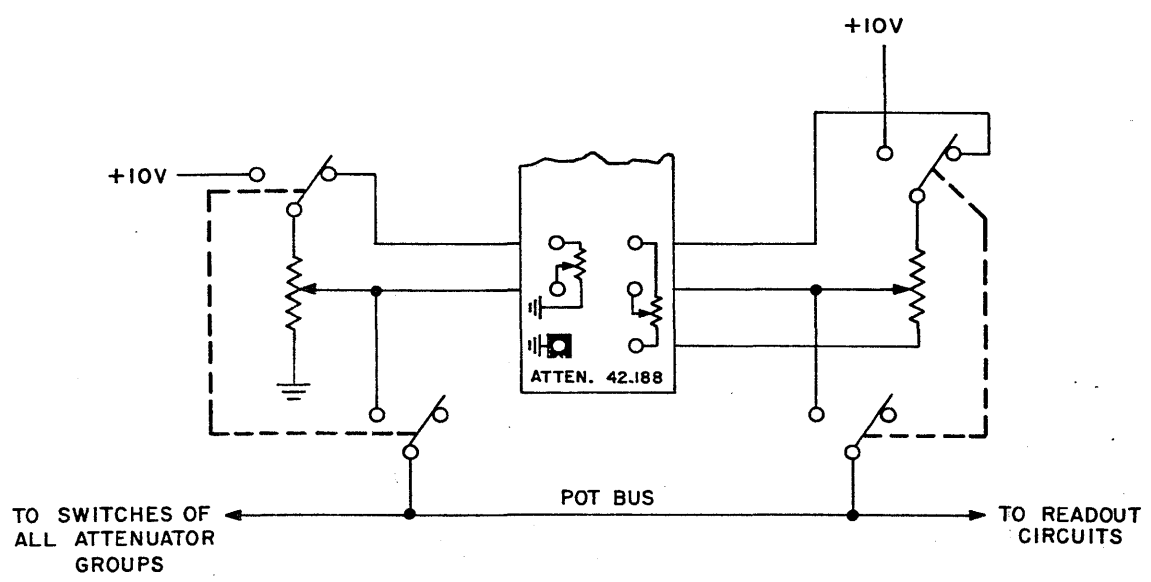 +10V
+10V
ATTEN. 42.188
POT BUS
TO SWITCHES OF
ALL ATTENUATOR
GROUPS
TO READOUT
CIRCUITS